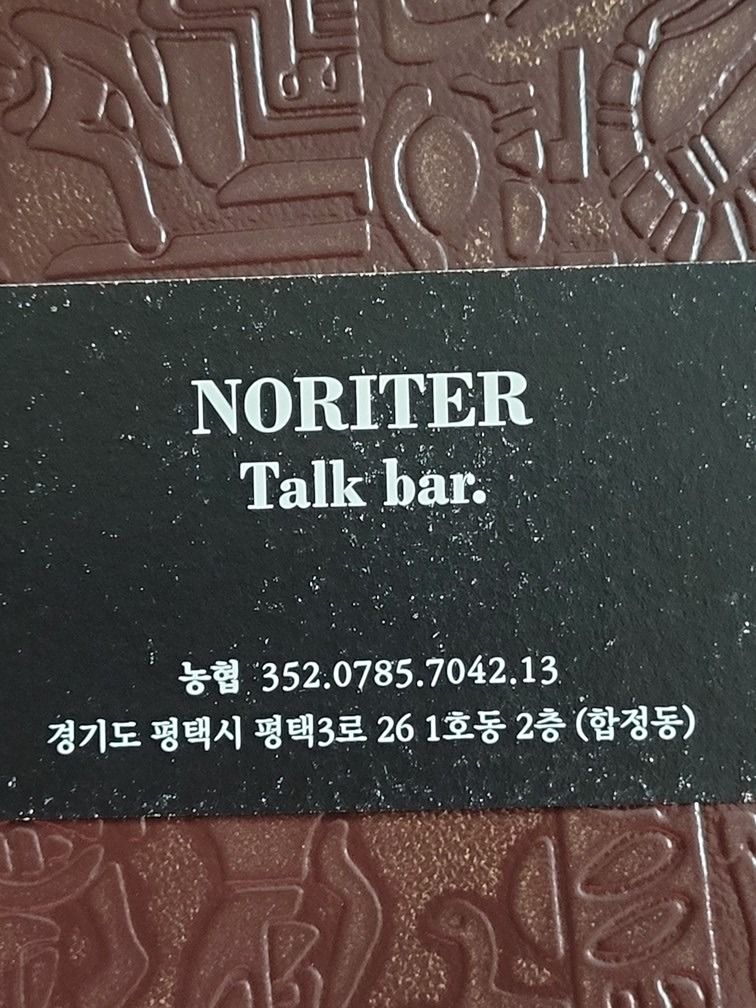 NORITER
Talk bar.
농협 352.0785.7042.13
경기도 평택시 평택3로 26 1호동 2층 (합정동)